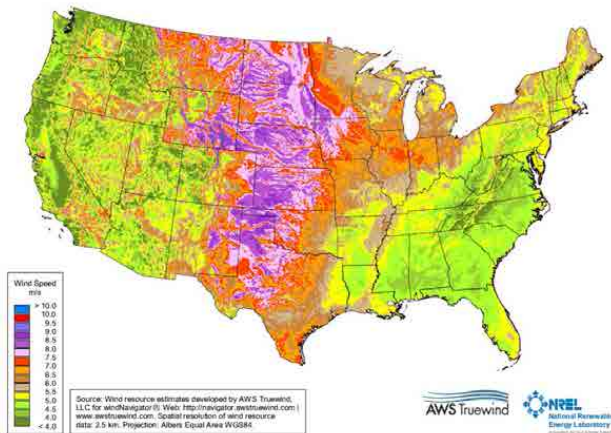 Wind Speed
m/s
> 10.0
10.0
9.5
9.0
8.5
8.0
7.5
7.0
6.5
6.0
5.5
5.0
4.5
4.0
< 4.0
Source: Wind resource estimates developed by AWS Truewind,
LLC for windNavigator®. Web: http://navigator.awstruewind.com |
www.awstruewind.com. Spatial resolution of wind resource
data: 2.5 km. Projection: Albers Equal Area WGS84.
AWS Truewind
NREL
National Renewable
Energy Laboratory